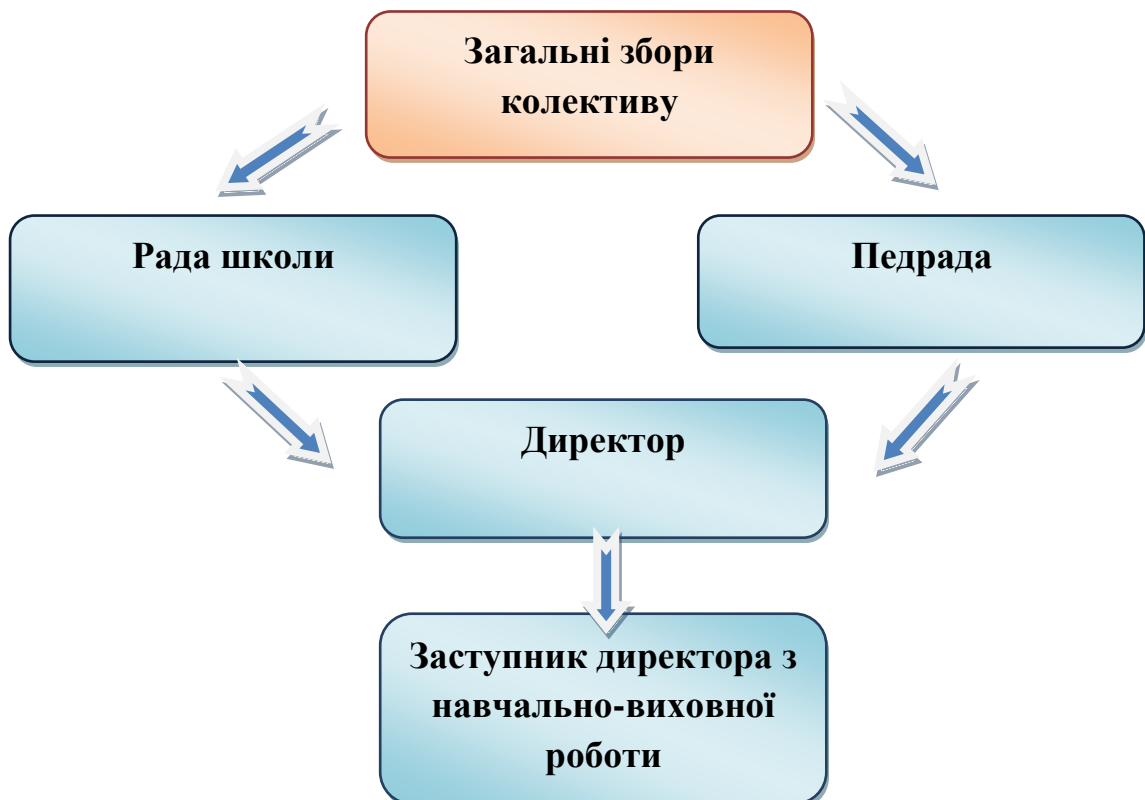 Загальні збори
колективу
Рада школи
Педрада
Директор
Заступник директора з
навчально-виховної
роботи